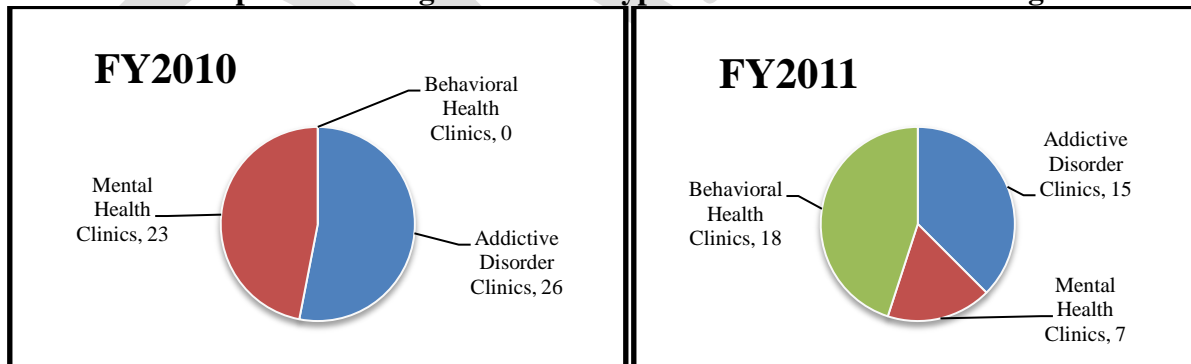 FY2010
Behavioral
Health
Clinics, 0
Mental
Health
Clinics, 23
Addictive
Disorder
Clinics, 26
FY2011
Addictive
Disorder
Clinics, 15
Behavioral
Health
Clinics, 18
Mental
Health
Clinics, 7